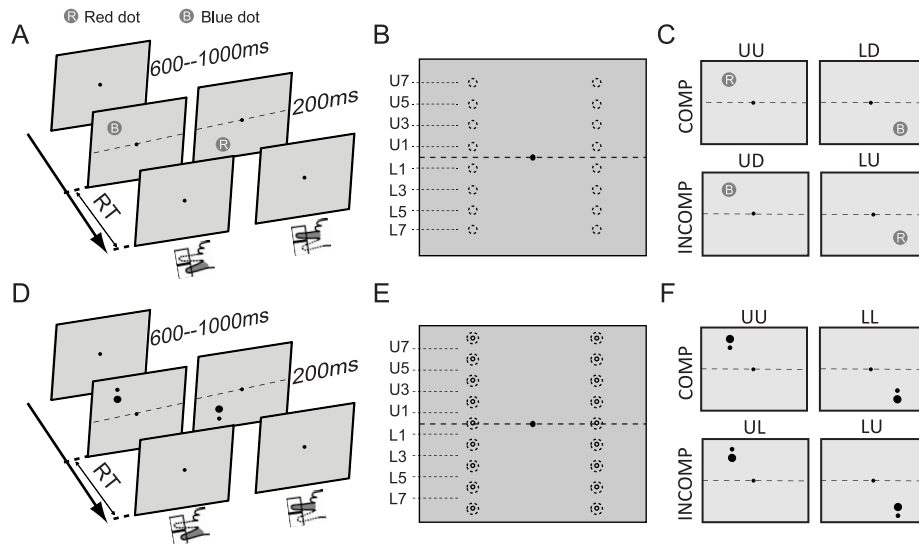 R Red dot B Blue dot
A
600--1000ms
200ms
B
R
RT
B
U7
U5
U3
U1
L1
L3
L5
L7
C
UU LD
COMP
R
B
UD LU
INCOMP
B
R
D
600--1000ms
200ms
RT
E
U7
U5
U3
U1
L1
L3
L5
L7
F
UU LL
COMP
UL LU
INCOMP